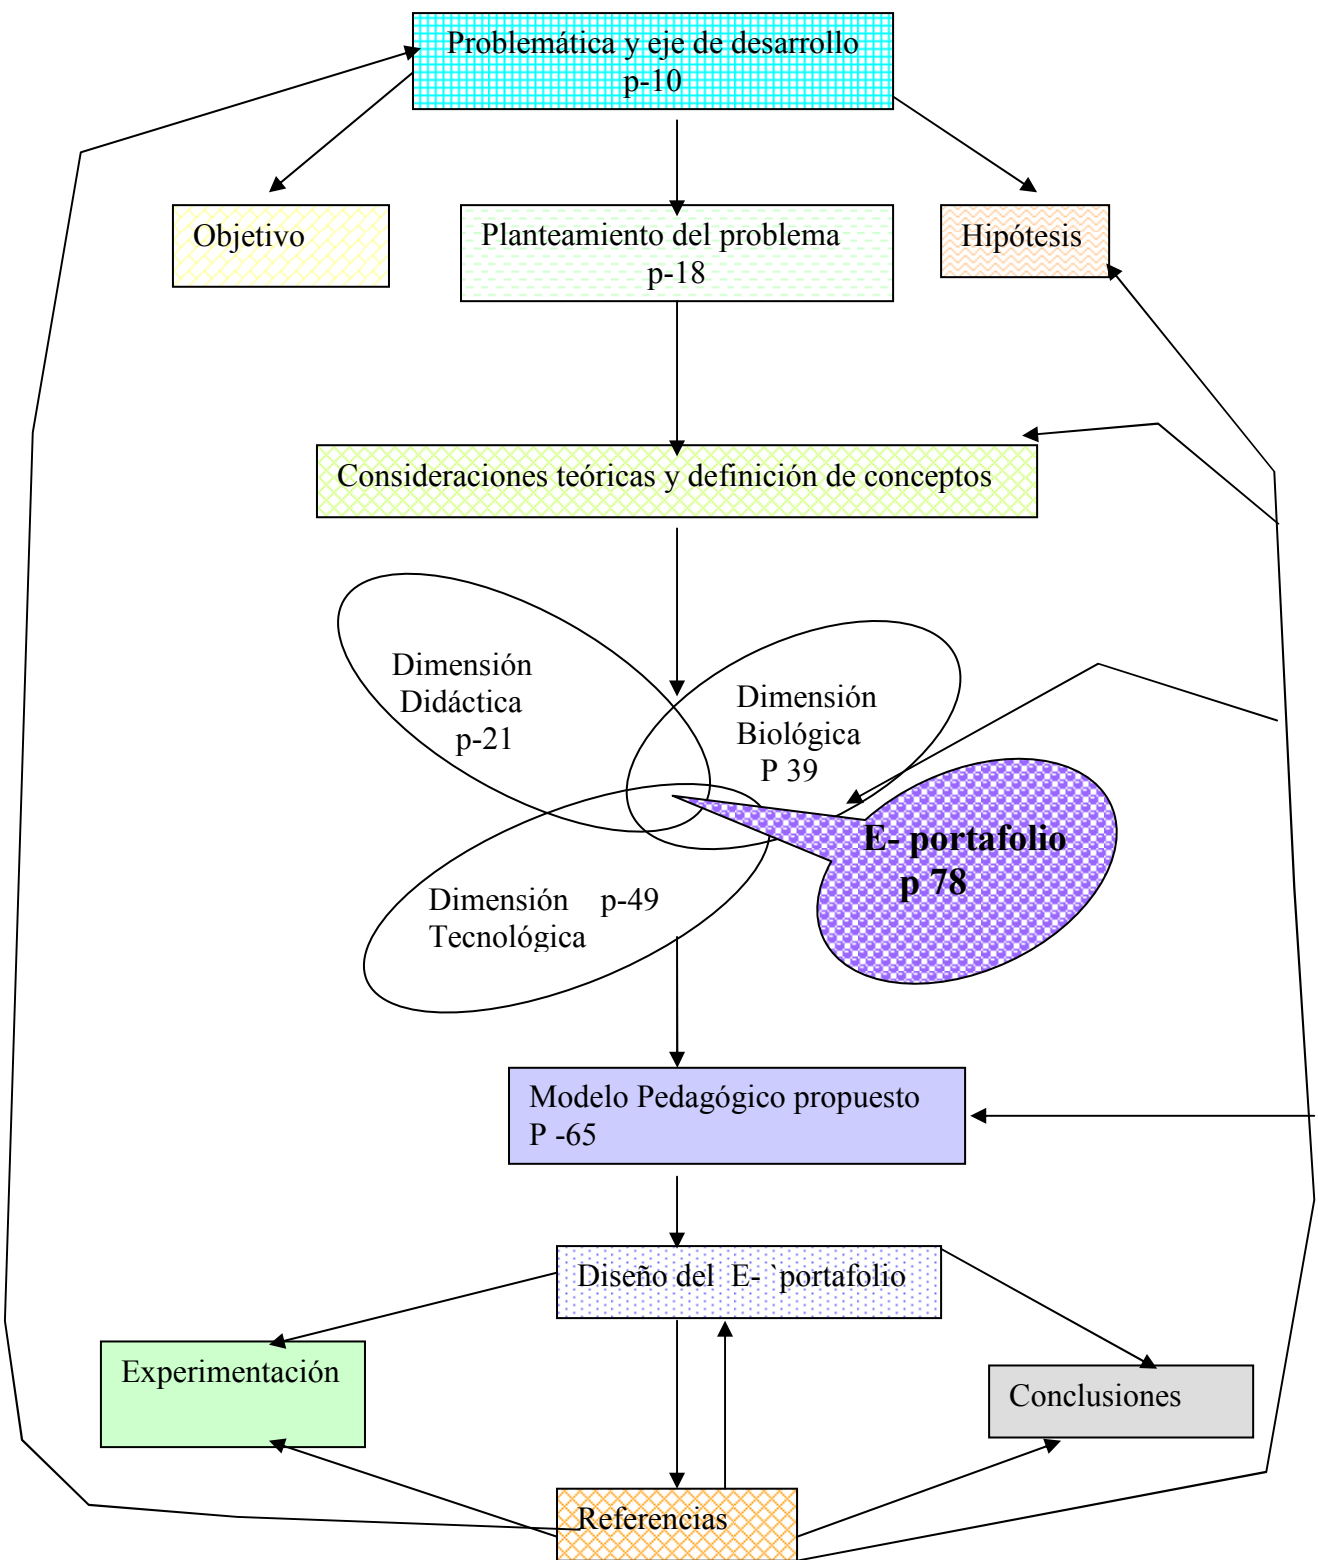 Problemática y eje de desarrollo
p-10
Objetivo
Planteamiento del problema
p-18
Hipótesis
Consideraciones teóricas y definición de conceptos
Dimensión
Didáctica
p-21
Dimensión
Biológica
P 39
E- portafolio
p 78
Dimensión p-49
Tecnológica
Modelo Pedagógico propuesto
P -65
Diseño del E- `portafolio
Experimentación
Conclusiones
Referencias